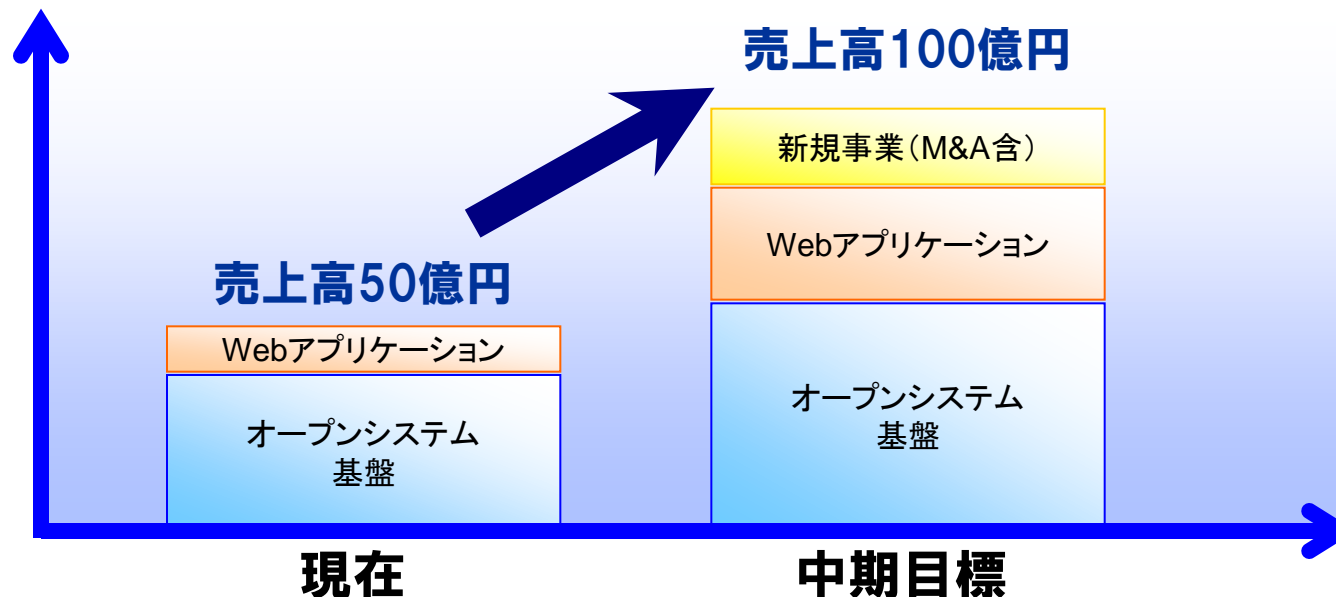 売上高100億円
新規事業（M&A含）
Webアプリケーション
オープンシステム
基盤
売上高50億円
Webアプリケーション
オープンシステム
基盤
現在
中期目標